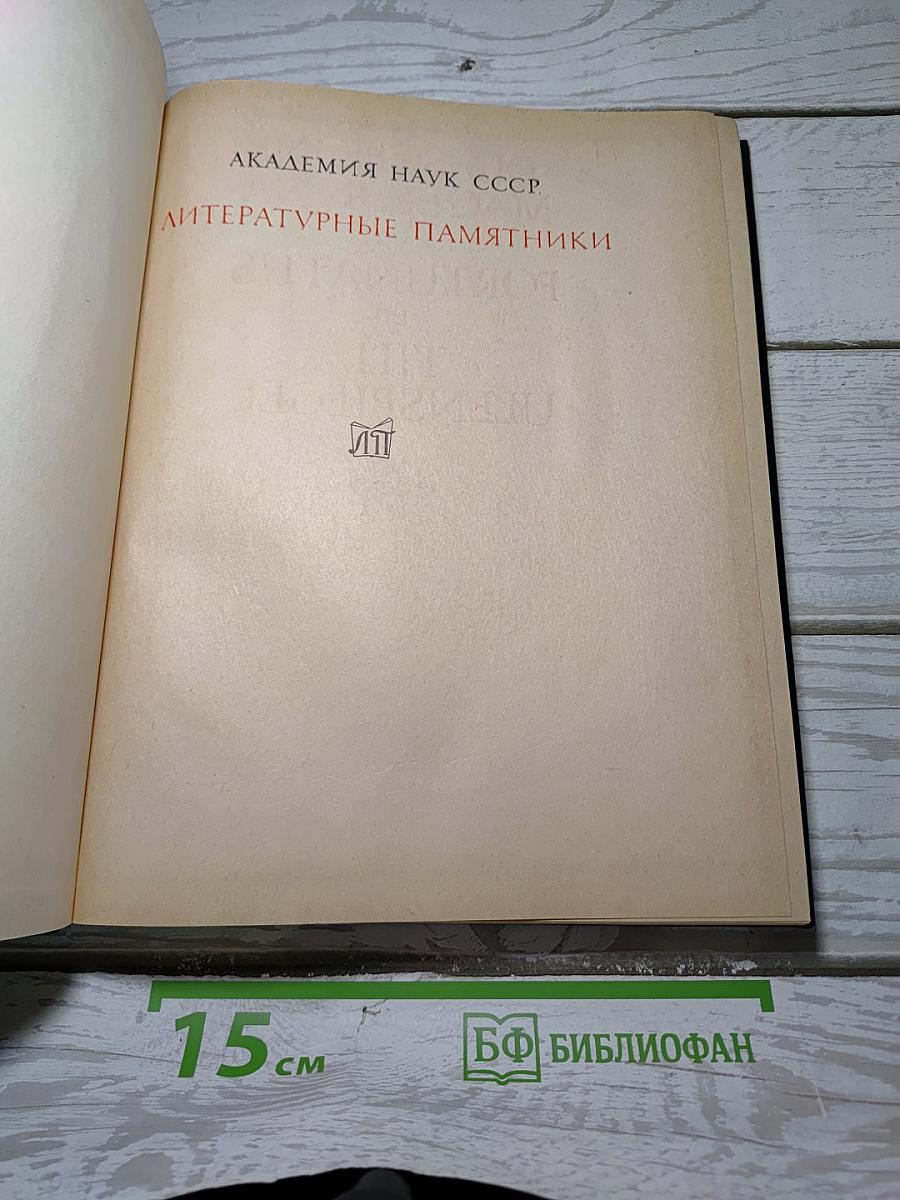 АКАДЕМИЯ НАУК СССР
ЛИТЕРАТУРНЫЕ ПАМЯТНИКИ
ЛП
15 см
БФ БИБЛИОФАН